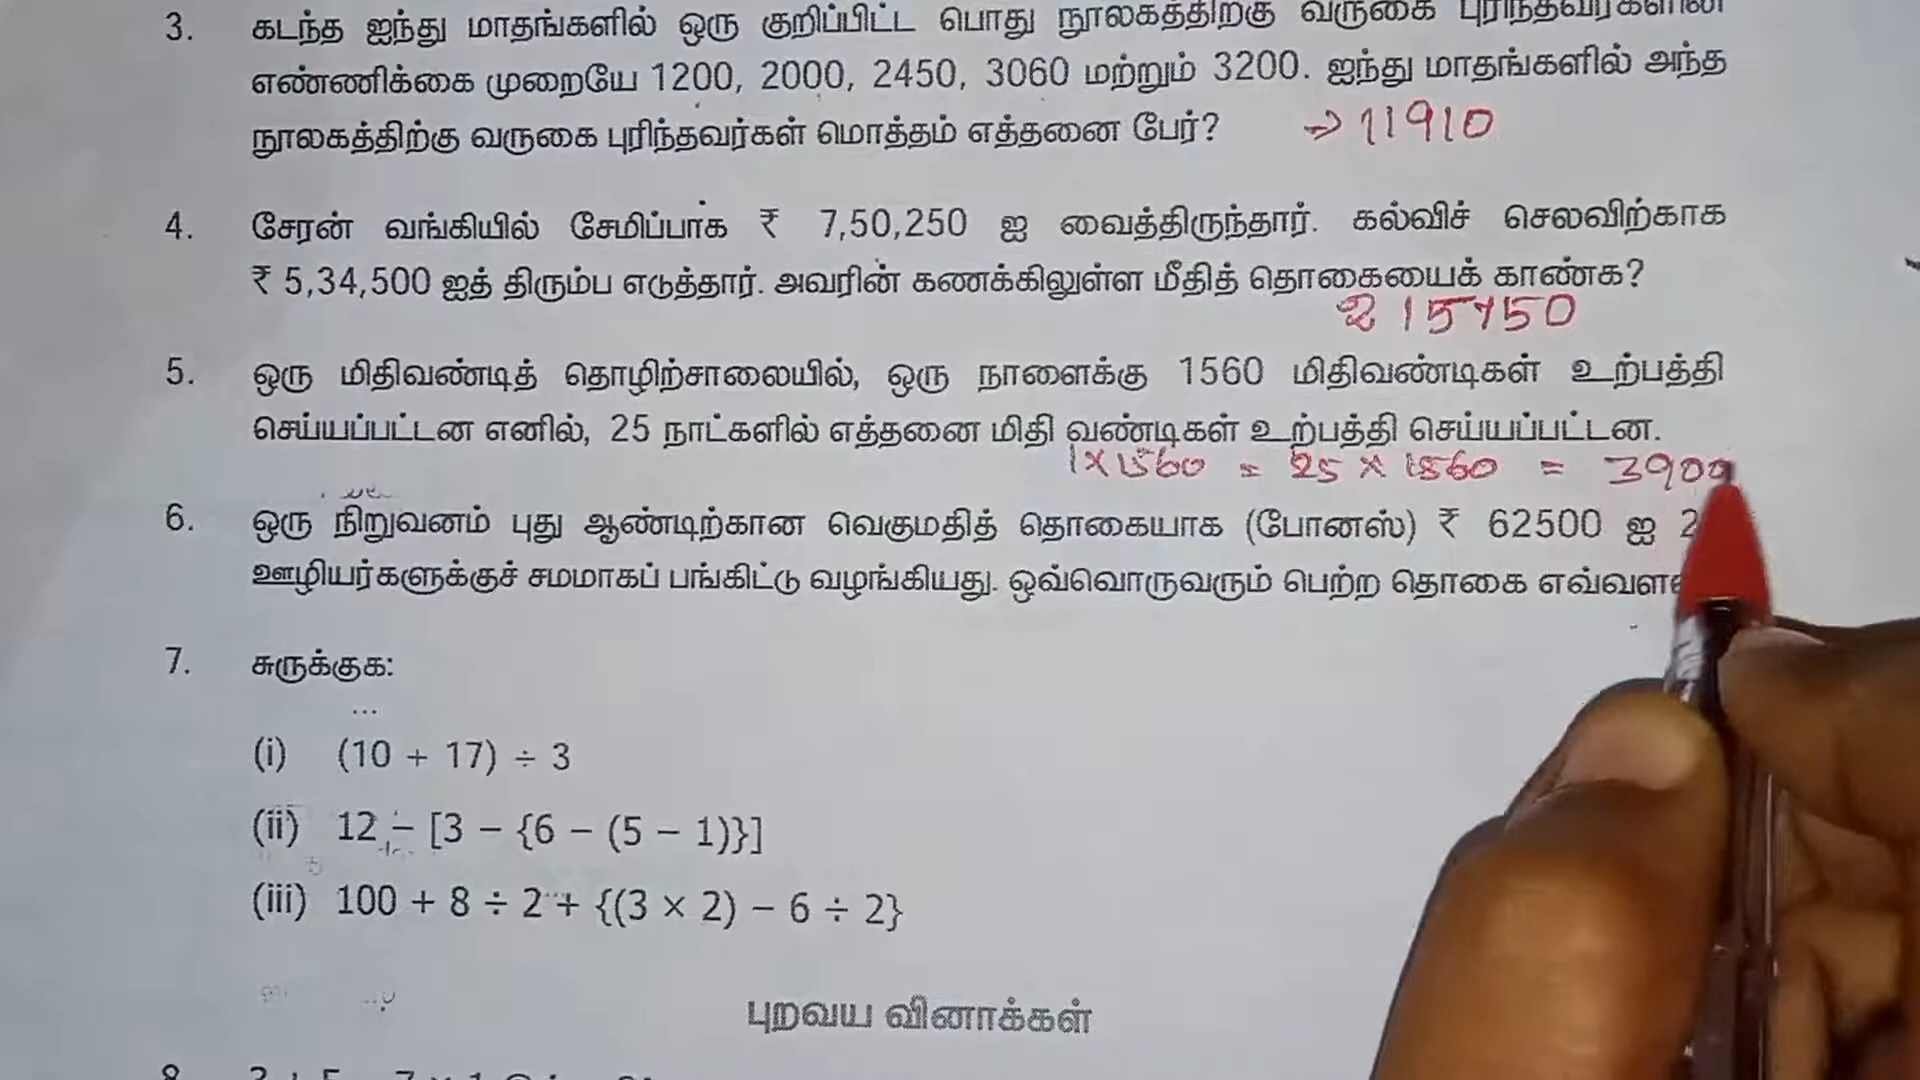 3. கடந்த ஐந்து மாதங்களில் ஒரு குறிப்பிட்ட பொது நூலகத்திற்கு வருகை புரிந்தவர்களின்
எண்ணிக்கை முறையே 1200, 2000, 2450, 3060 மற்றும் 3200. ஐந்து மாதங்களில் அந்த
நூலகத்திற்கு வருகை புரிந்தவர்கள் மொத்தம் எத்தனை பேர்? → 11910
4. சேரன் வங்கியில் சேமிப்பாக ₹ 7,50,250 ஐ வைத்திருந்தார். கல்விச் செலவிற்காக
₹ 5,34,500 ஐத் திரும்ப எடுத்தார். அவரின் கணக்கிலுள்ள மீதித் தொகையைக் காண்க?
215750
5. ஒரு மிதிவண்டித் தொழிற்சாலையில், ஒரு நாளைக்கு 1560 மிதிவண்டிகள் உற்பத்தி
செய்யப்பட்டன எனில், 25 நாட்களில் எத்தனை மிதி வண்டிகள் உற்பத்தி செய்யப்பட்டன.
1 x 1560 = 25 x 1560 = 3900
6. ஒரு நிறுவனம் புது ஆண்டிற்கான வெகுமதித் தொகையாக (போனஸ்) ₹ 62500 ஐ 2
ஊழியர்களுக்குச் சமமாகப் பங்கிட்டு வழங்கியது. ஒவ்வொருவரும் பெற்ற தொகை
7. சுருக்குக:
(i) (10 + 17) ÷ 3
(ii) 12 – [3 – {6 – (5 – 1)}]
(iii) 100 + 8 ÷ 2 + {(3 × 2) – 6 ÷ 2}
புறவய வினாக்கள்